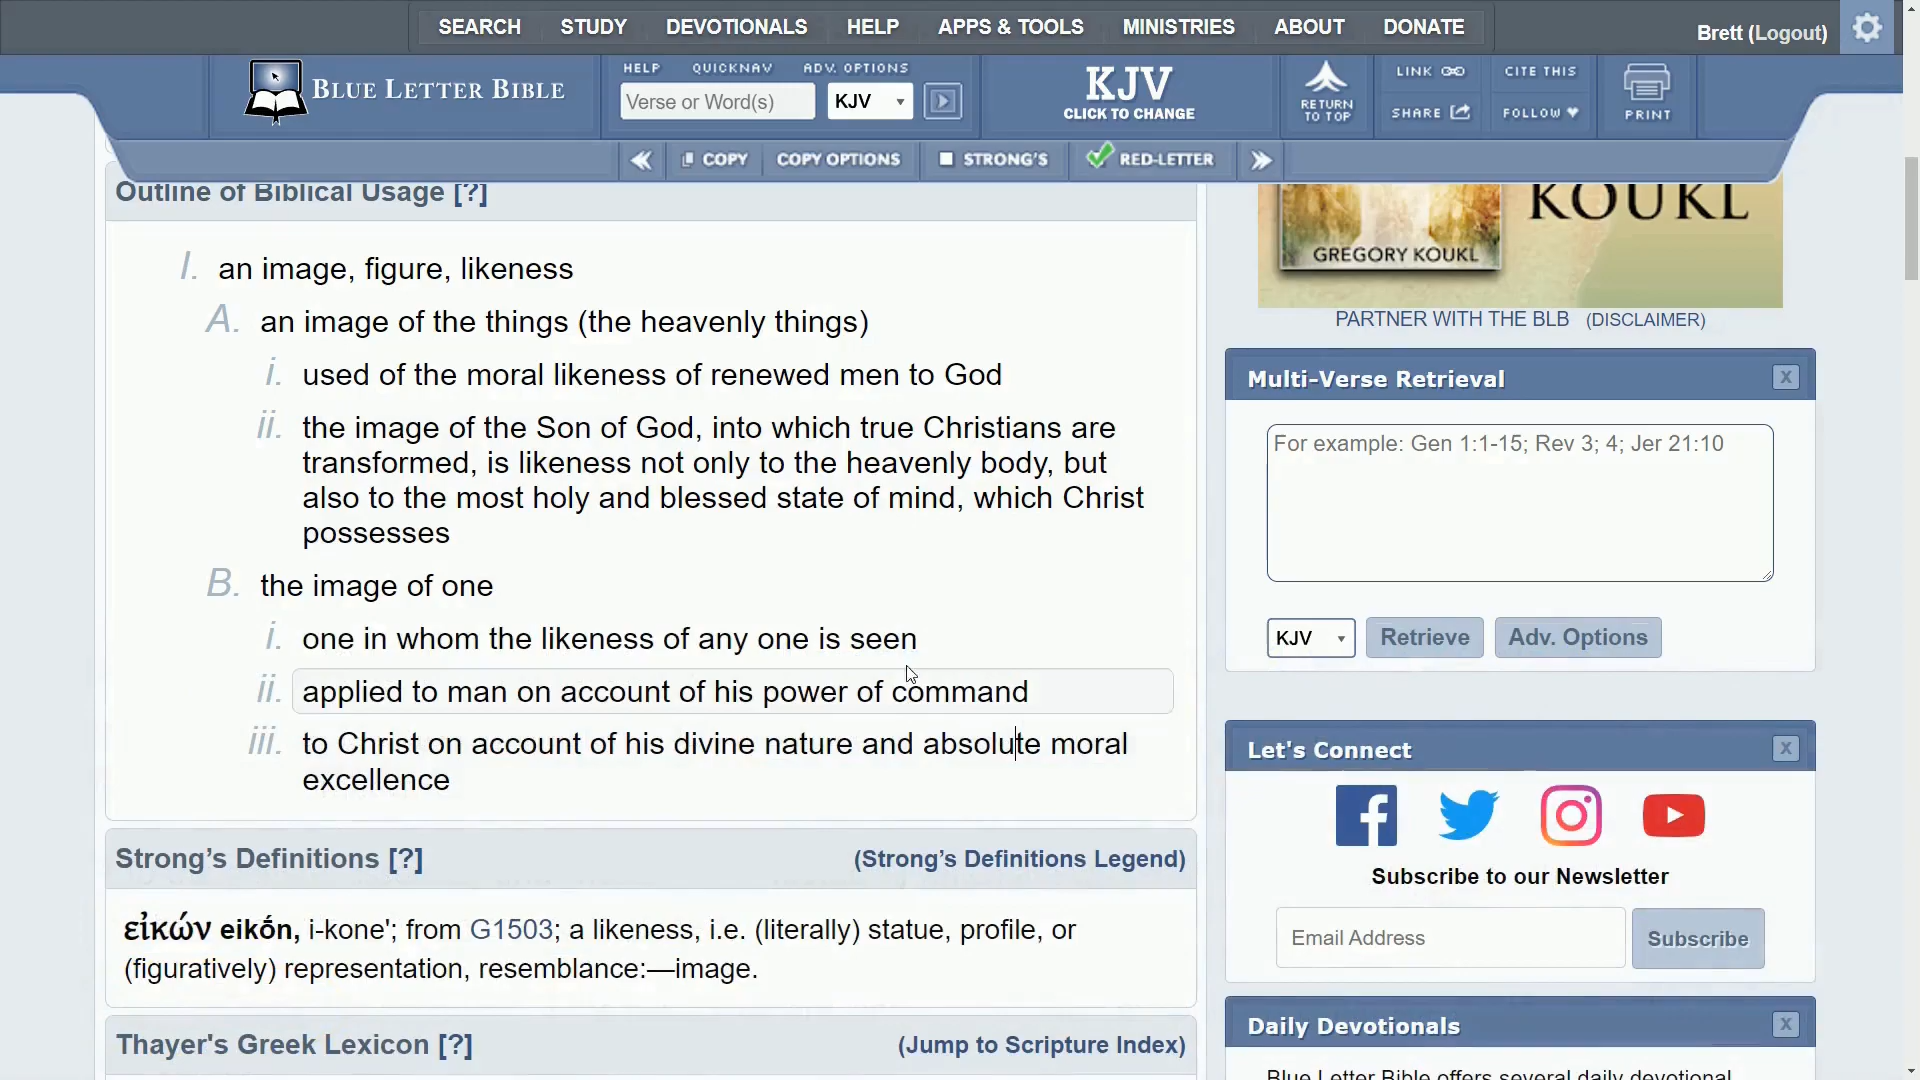 SEARCH STUDY DEVOTIONALS HELP APPS & TOOLS MINISTRIES ABOUT DONATE
Brett (Logout)
BLUE LETTER BIBLE
HELP QUICKNAV ADV. OPTIONS
Verse or Word(s)
KJV
KJV
CLICK TO CHANGE
RETURN
TO TOP
LINK
CITE THIS
SHARE
FOLLOW
PRINT
COPY
COPY OPTIONS
STRONG'S
RED-LETTER
Outline of Biblical Usage [?]
I. an image, figure, likeness
A. an image of the things (the heavenly things)
i. used of the moral likeness of renewed men to God
ii. the image of the Son of God, into which true Christians are
transformed, is likeness not only to the heavenly body, but
also to the most holy and blessed state of mind, which Christ
possesses
B. the image of one
i. one in whom the likeness of any one is seen
ii. applied to man on account of his power of command
iii. to Christ on account of his divine nature and absolute moral
excellence
Strong’s Definitions [?]
(Strong’s Definitions Legend)
εἰκών eikṓn, i-kone'; from G1503; a likeness, i.e. (literally) statue, profile, or
(figuratively) representation, resemblance:—image.
Thayer's Greek Lexicon [?]
(Jump to Scripture Index)
KOUKL
GREGORY KOUKL
PARTNER WITH THE BLB (DISCLAIMER)
Multi-Verse Retrieval
X
For example: Gen 1:1-15; Rev 3; 4; Jer 21:10
KJV
Retrieve
Adv. Options
Let's Connect
X
Subscribe to our Newsletter
Email Address
Subscribe
Daily Devotionals
X
Blue Letter Bible offers several daily devotional